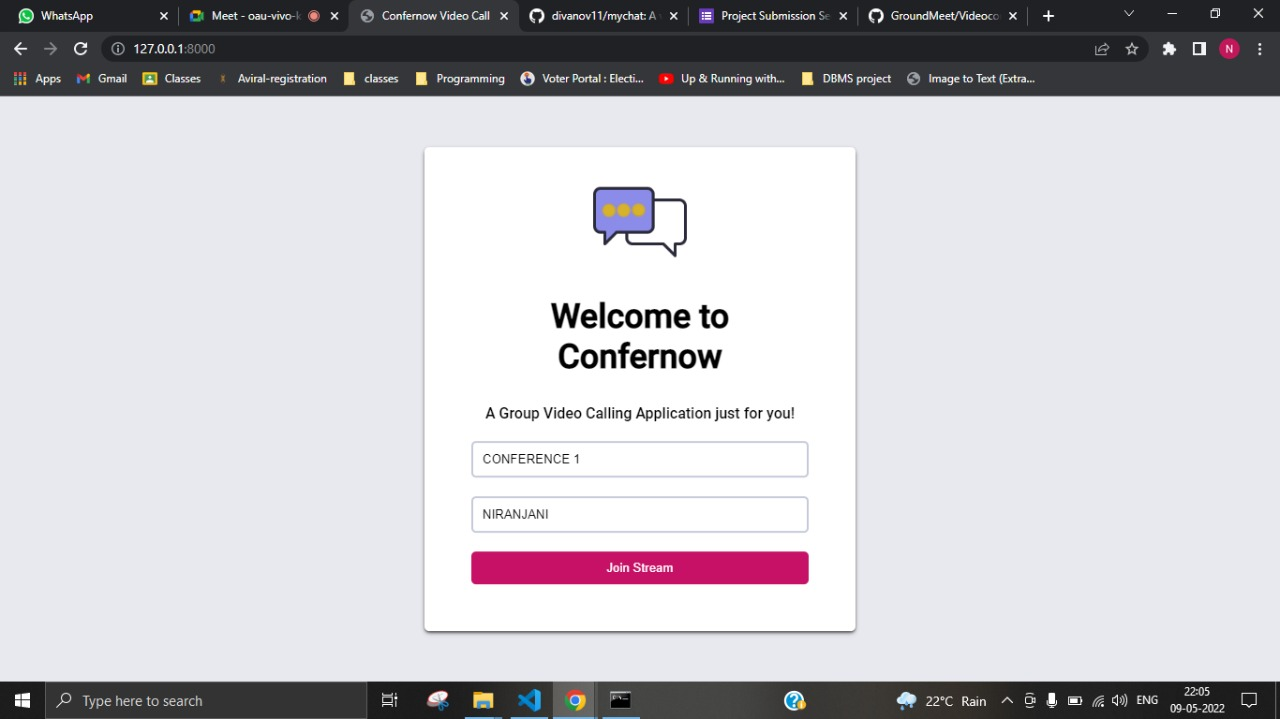 WhatsApp
Meet - oau-vivo-k
Confernow Video Call
divanov11/mychat: A
Project Submission Se
GroundMeet/Videoco
127.0.0.1:8000
N
Apps
Gmail
Classes
Aviral-registration
classes
Programming
Voter Portal : Electi...
Up & Running with...
DBMS project
Image to Text (Extra...
Welcome to
Confernow
A Group Video Calling Application just for you!
CONFERENCE 1
NIRANJANI
Join Stream
Type here to search
22°C Rain
ENG
22:05
09-05-2022